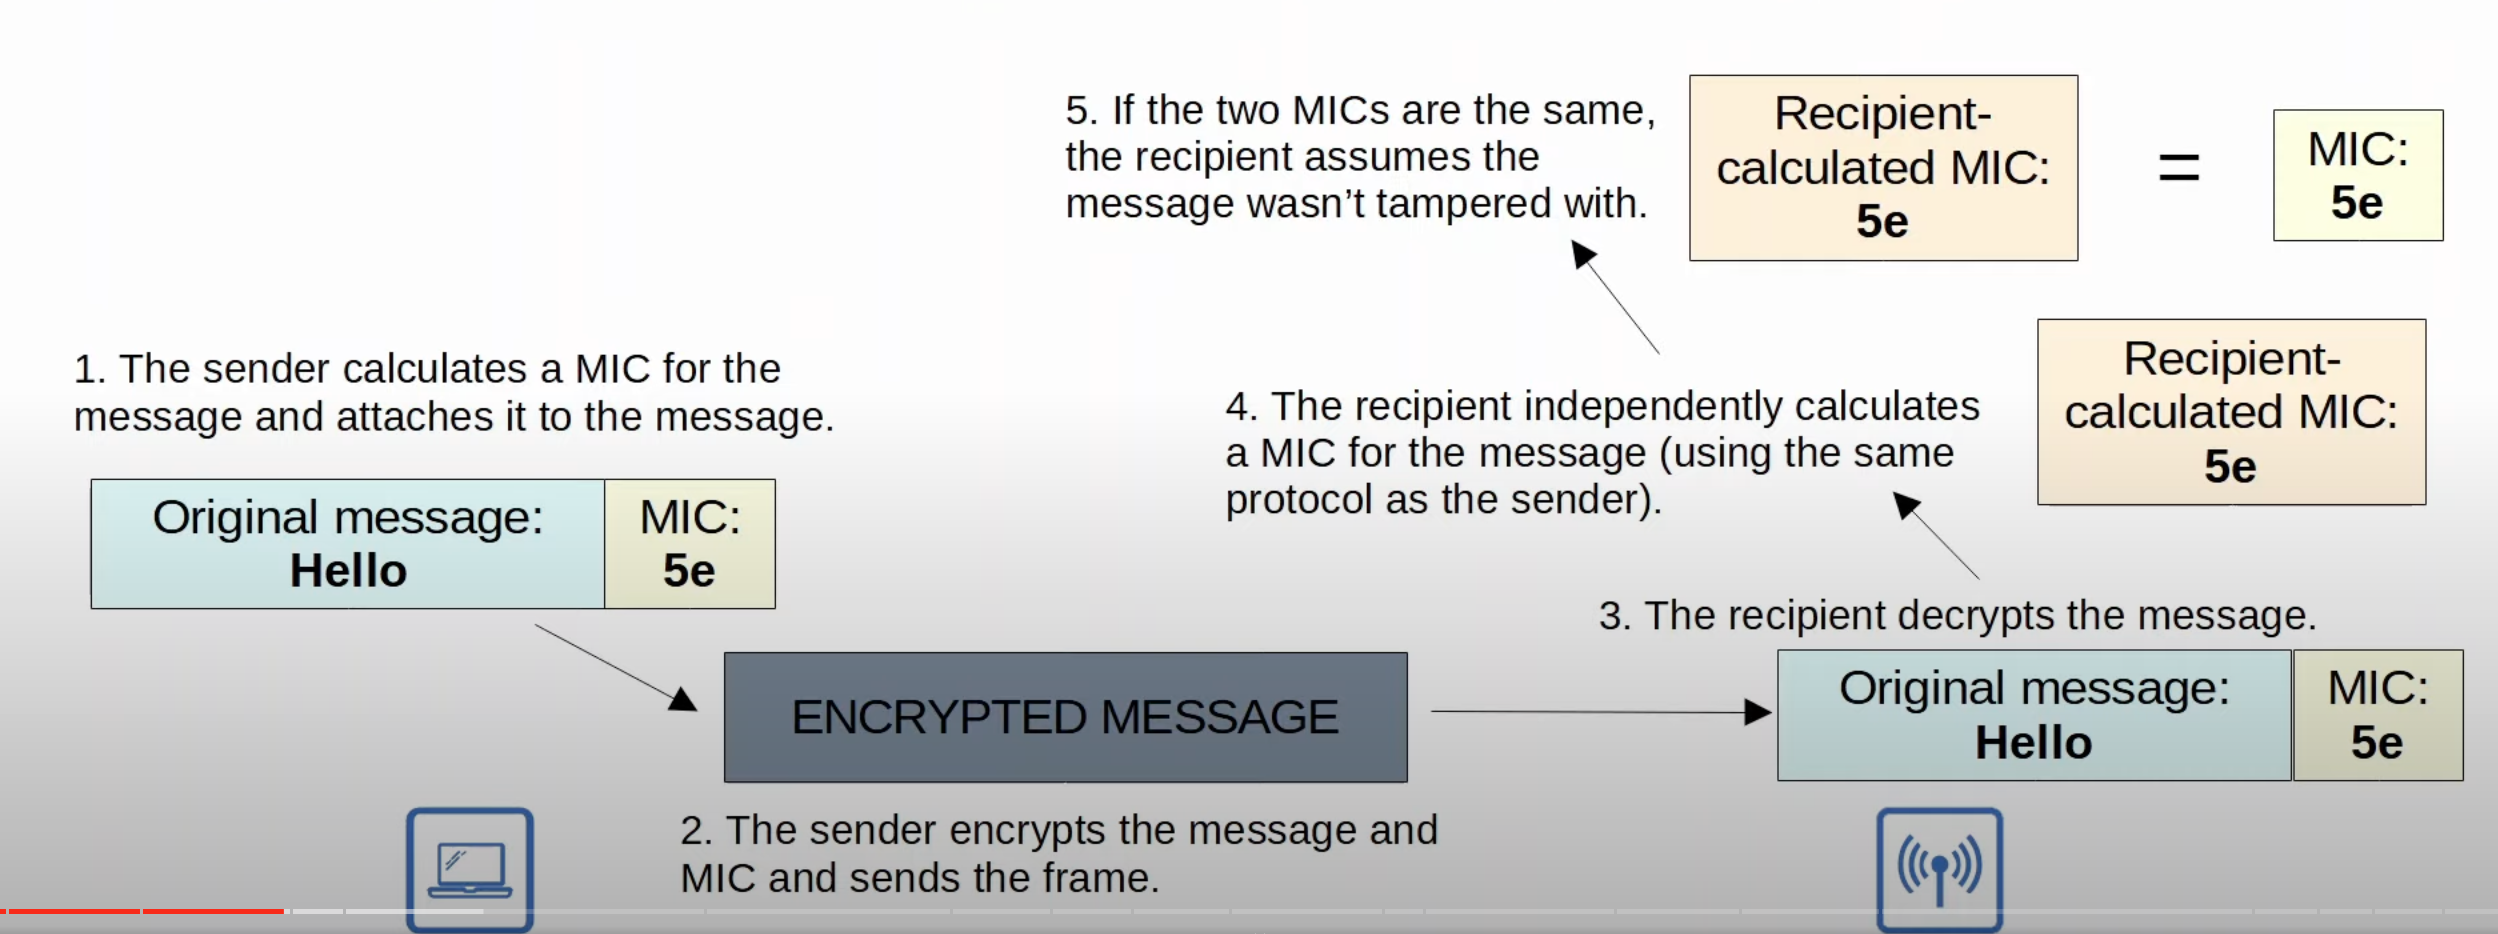 1. The sender calculates a MIC for the
message and attaches it to the message.
Original message:
Hello
MIC:
5e
ENCRYPTED MESSAGE
2. The sender encrypts the message and
MIC and sends the frame.
3. The recipient decrypts the message.
Original message:
Hello
MIC:
5e
4. The recipient independently calculates
a MIC for the message (using the same
protocol as the sender).
Recipient-
calculated MIC:
5e
5. If the two MICs are the same,
the recipient assumes the
message wasn’t tampered with.
Recipient-
calculated MIC:
5e
=
MIC:
5e